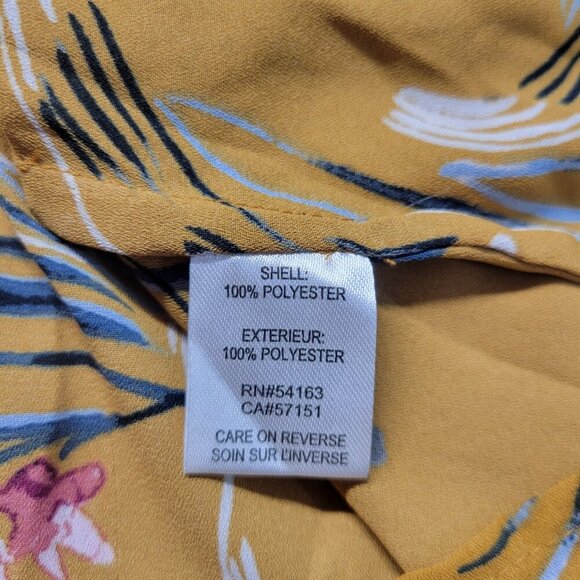 SHELL:
100% POLYESTER
EXTERIEUR:
100% POLYESTER
RN#54163
CA#57151
CARE ON REVERSE
SOIN SUR L'INVERSE